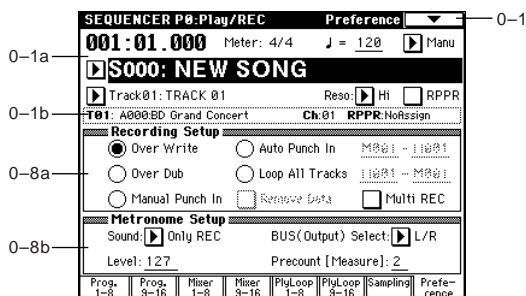 SEQUENCER P0:Play/REC Preference
0–1
001:01.000 Meter: 4/4 ♩ = 120 Manu
0–1a
S000: NEW SONG
Track01: TRACK 01 Reso: Hi RPPR
0–1b
T01: A000:BD Grand Concert Ch:01 RPPR:NoAssign
Recording Setup
Over Write Auto Punch In M001 - M001
0–8a
Over Dub Loop All Tracks M001 - M001
Manual Punch In Remove Data Multi REC
Metronome Setup
Sound: Only REC BUS(Output) Select: L/R
0–8b
Level: 127 Precount [Measure]: 2
Prog. 1–8 Prog. 9–16 Mixer 1–8 Mixer 9–16 PlyLoop 1–8 PlyLoop 9–16 Sampling Prefe-rence